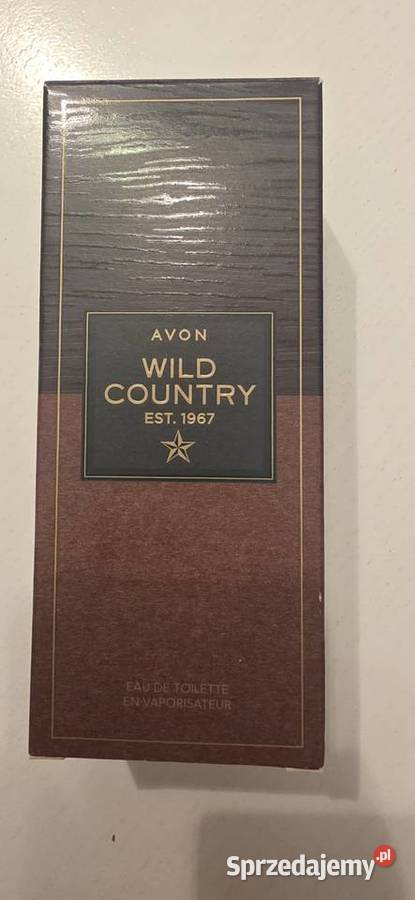 AVON
WILD
COUNTRY
EST. 1967
EAU DE TOILETTE
EN VAPORISATEUR
Sprzedajemy.pl